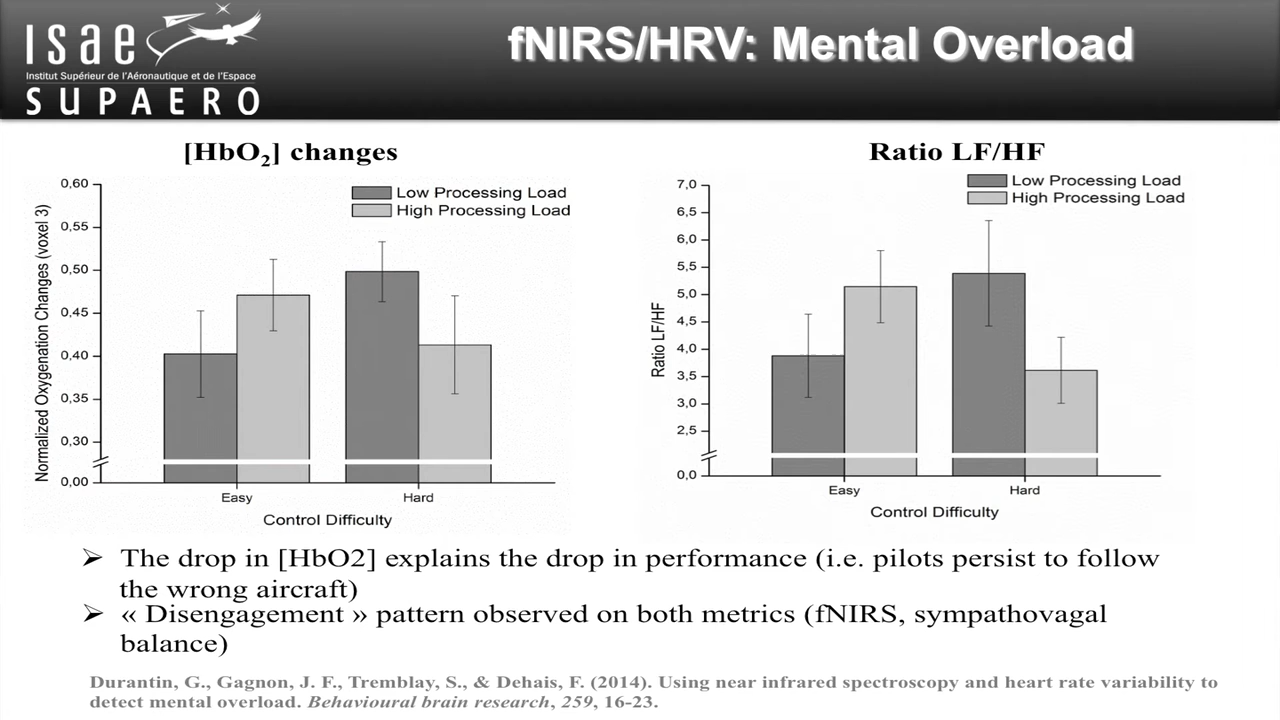 isae
Institut Supérieur de l'Aéronautique et de l'Espace
SUPAERO
fNIRS/HRV: Mental Overload
[HbO2] changes
Low Processing Load
High Processing Load
Normalized Oxygenation Changes (voxel 3)
0,60
0,55
0,50
0,45
0,40
0,35
0,30
0,00
Easy
Hard
Control Difficulty
Ratio LF/HF
Low Processing Load
High Processing Load
Ratio LF/HF
7,0
6,5
6,0
5,5
5,0
4,5
4,0
3,5
3,0
2,5
0,0
Easy
Hard
Control Difficulty
➢ The drop in [HbO2] explains the drop in performance (i.e. pilots persist to follow
the wrong aircraft)
➢ « Disengagement » pattern observed on both metrics (fNIRS, sympathovagal
balance)
Durantin, G., Gagnon, J. F., Tremblay, S., & Dehais, F. (2014). Using near infrared spectroscopy and heart rate variability to
detect mental overload. Behavioural brain research, 259, 16-23.